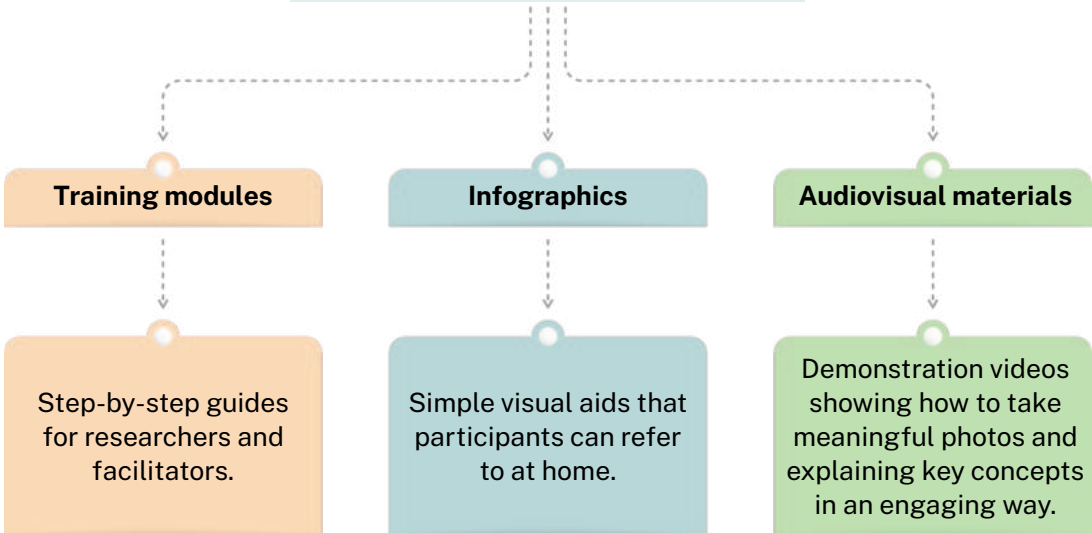 Training modules
Infographics
Audiovisual materials
Step-by-step guides
for researchers and
facilitators.
Simple visual aids that
participants can refer
to at home.
Demonstration videos
showing how to take
meaningful photos and
explaining key concepts
in an engaging way.